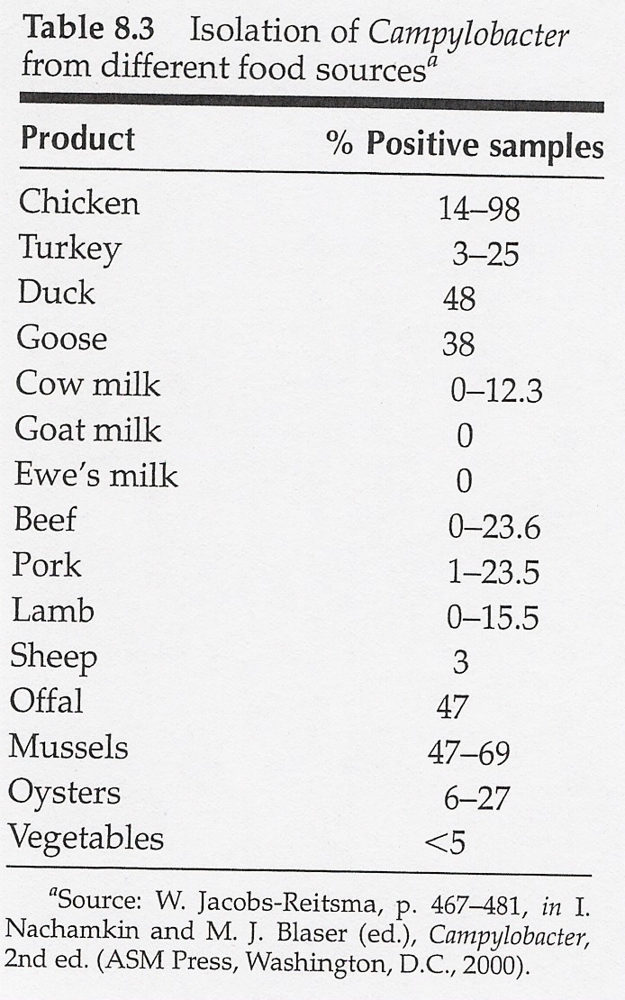 Table 8.3 Isolation of Campylobacter
from different food sourcesᵃ
Product % Positive samples
Chicken 14–98
Turkey 3–25
Duck 48
Goose 38
Cow milk 0–12.3
Goat milk 0
Ewe's milk 0
Beef 0–23.6
Pork 1–23.5
Lamb 0–15.5
Sheep 3
Offal 47
Mussels 47–69
Oysters 6–27
Vegetables <5
ᵃSource: W. Jacobs-Reitsma, p. 467–481, in I.
Nachamkin and M. J. Blaser (ed.), Campylobacter,
2nd ed. (ASM Press, Washington, D.C., 2000).